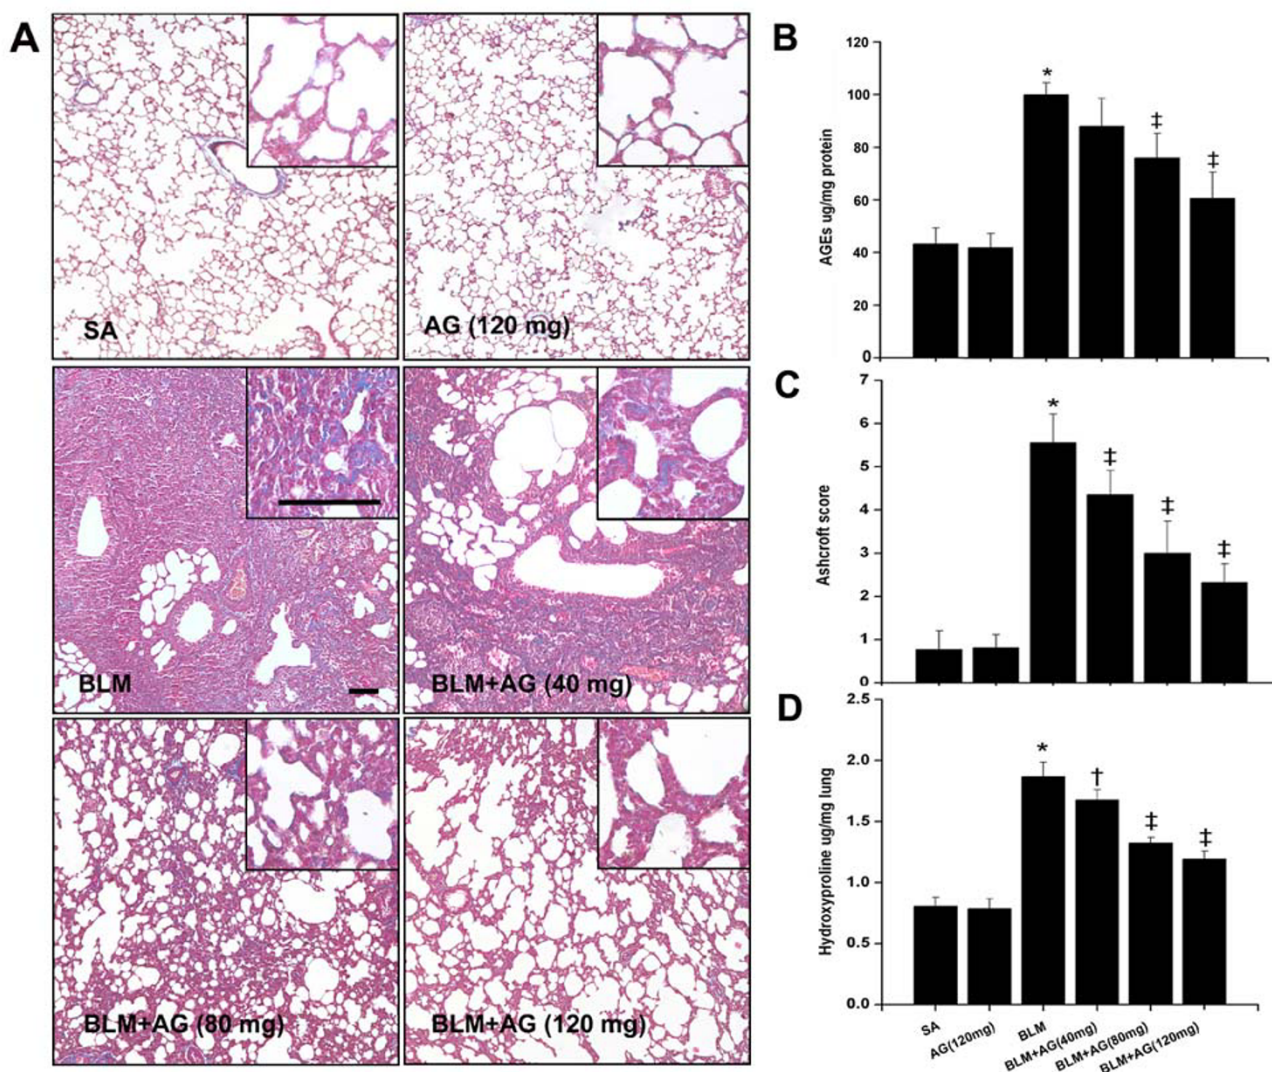 A
SA
AG (120 mg)
BLM
BLM+AG (40 mg)
BLM+AG (80 mg)
BLM+AG (120 mg)
B
AGEs ug/mg protein
120
100
80
60
40
20
0
*
‡
‡
C
Ashcroft score
7
6
5
4
3
2
1
0
*
‡
‡
‡
D
Hydroxyproline ug/mg lung
2.5
2.0
1.5
1.0
0.5
0.0
*
†
‡
‡
SA
AG(120mg)
BLM
BLM+AG(40mg)
BLM+AG(80mg)
BLM+AG(120mg)